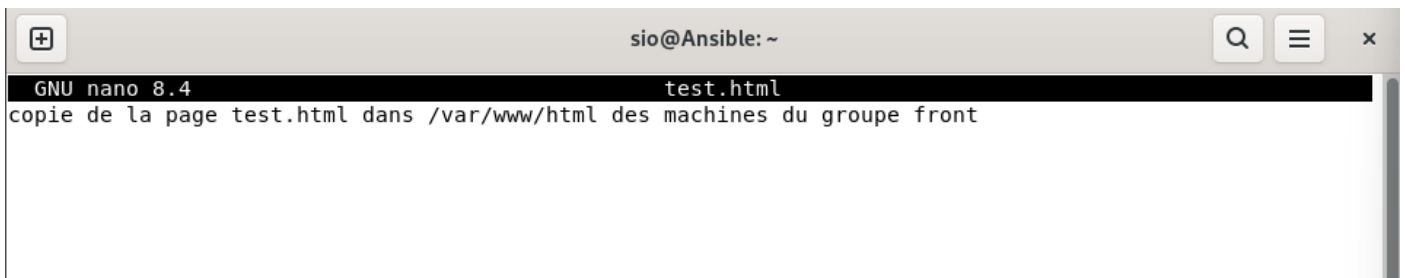 sio@Ansible: ~
GNU nano 8.4 test.html
copie de la page test.html dans /var/www/html des machines du groupe front